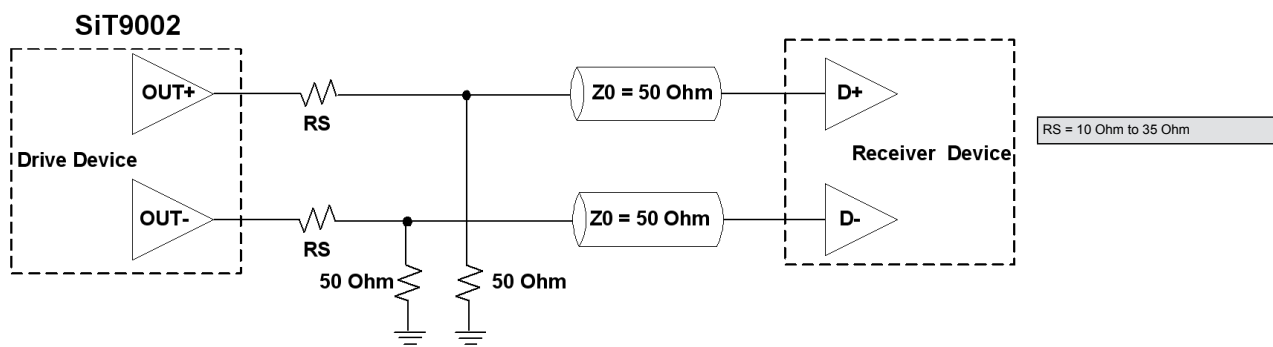 SiT9002
OUT+
RS
Z0 = 50 Ohm
D+
RS = 10 Ohm to 35 Ohm
Drive Device
Receiver Device
OUT-
RS
Z0 = 50 Ohm
D-
50 Ohm
50 Ohm